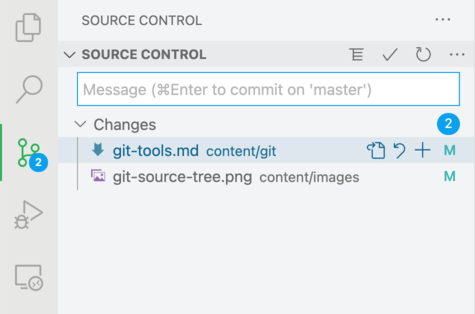 SOURCE CONTROL
SOURCE CONTROL
Message (⌘Enter to commit on 'master')
Changes 2
git-tools.md content/git M
2
git-source-tree.png content/images M